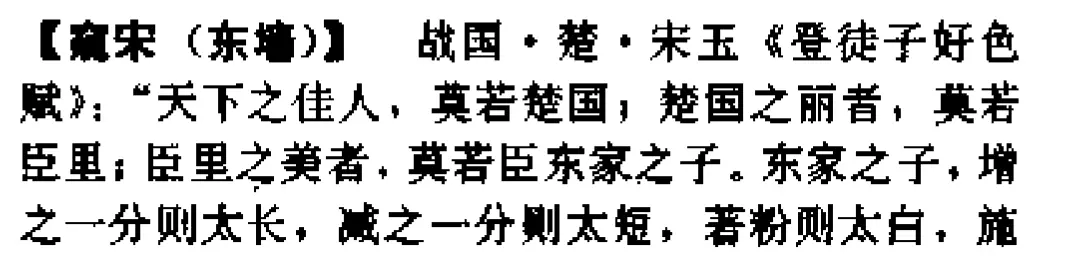 【窥宋（东墙）】 战国·楚·宋玉《登徒子好色
赋》：“天下之佳人，莫若楚国；楚国之丽者，莫若
臣里；臣里之美者，莫若臣东家之子。东家之子，增
之一分则太长，减之一分则太短，著粉则太白，施